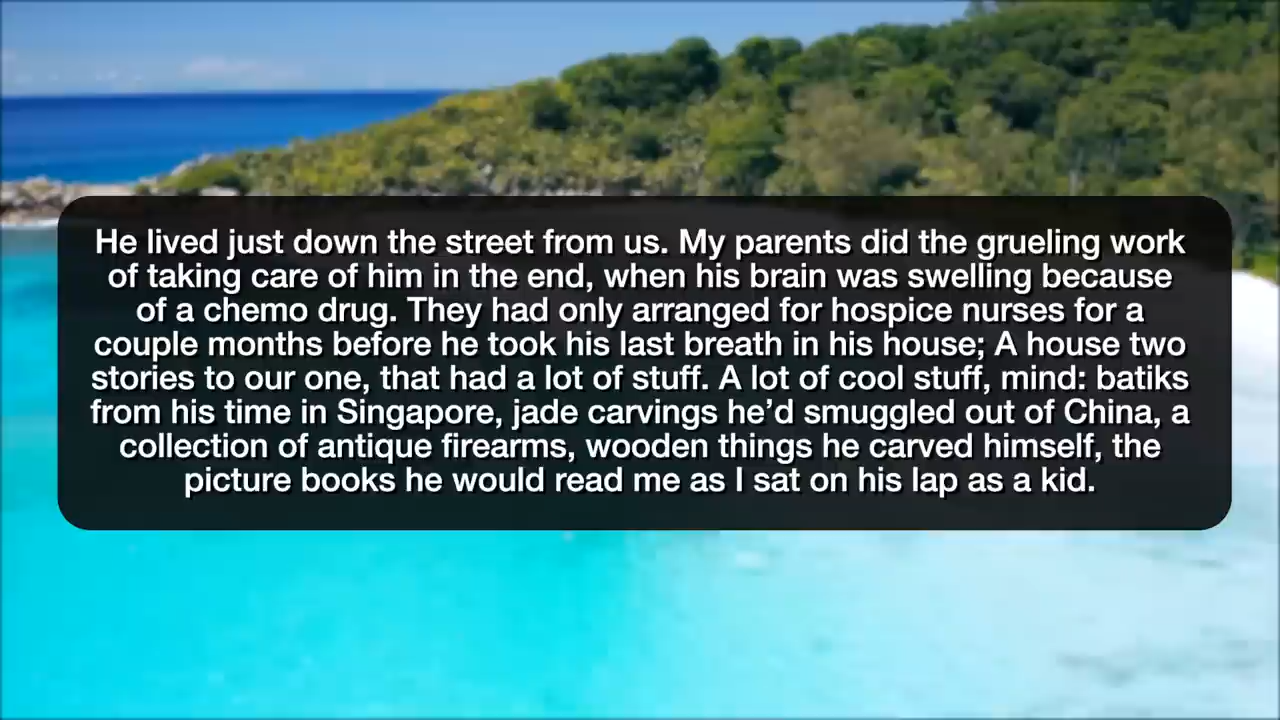 He lived just down the street from us. My parents did the grueling work
of taking care of him in the end, when his brain was swelling because
of a chemo drug. They had only arranged for hospice nurses for a
couple months before he took his last breath in his house; A house two
stories to our one, that had a lot of stuff. A lot of cool stuff, mind: batiks
from his time in Singapore, jade carvings he’d smuggled out of China, a
collection of antique firearms, wooden things he carved himself, the
picture books he would read me as I sat on his lap as a kid.